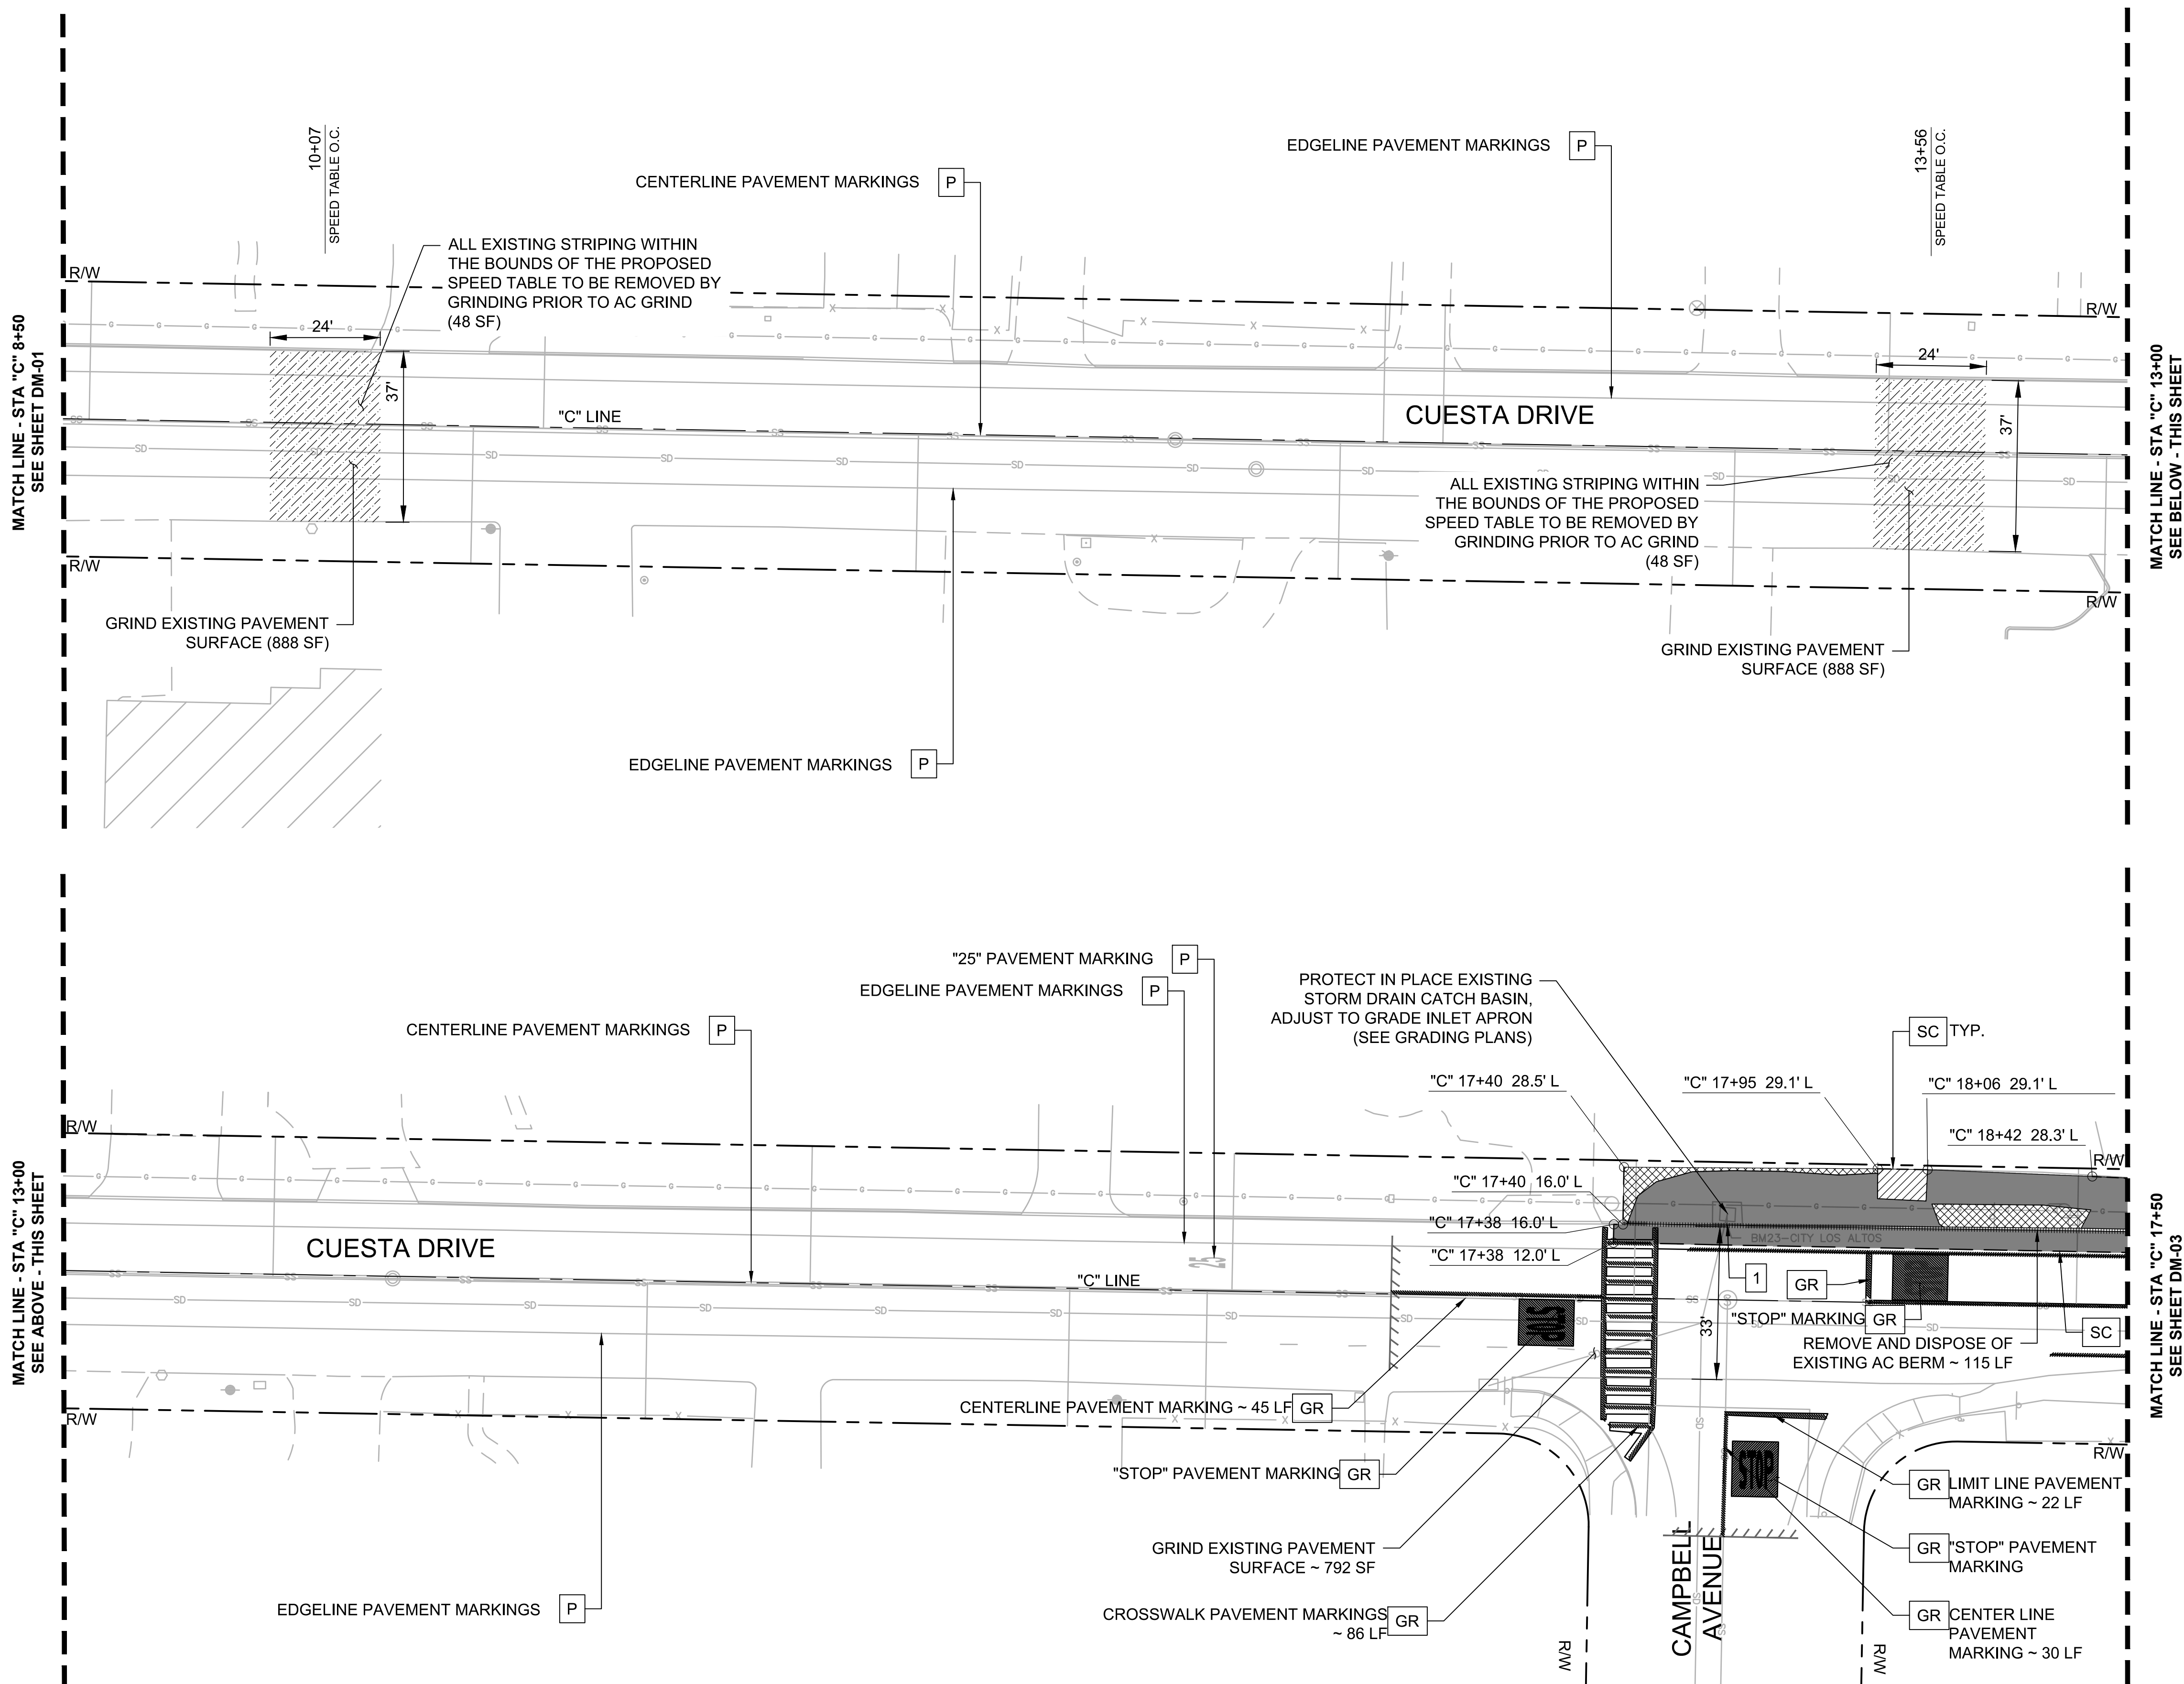 10+07
SPEED TABLE O.C.
13+56
SPEED TABLE O.C.
EDGELINE PAVEMENT MARKINGS P
CENTERLINE PAVEMENT MARKINGS P
ALL EXISTING STRIPING WITHIN
THE BOUNDS OF THE PROPOSED
SPEED TABLE TO BE REMOVED BY
GRINDING PRIOR TO AC GRIND
(48 SF)
R/W
R/W
24'
24'
37'
37'
MATCH LINE - STA "C" 8+50
SEE SHEET DM-01
MATCH LINE - STA "C" 13+00
SEE BELOW - THIS SHEET
"C" LINE
CUESTA DRIVE
ALL EXISTING STRIPING WITHIN
THE BOUNDS OF THE PROPOSED
SPEED TABLE TO BE REMOVED BY
GRINDING PRIOR TO AC GRIND
(48 SF)
R/W
R/W
GRIND EXISTING PAVEMENT
SURFACE (888 SF)
GRIND EXISTING PAVEMENT
SURFACE (888 SF)
EDGELINE PAVEMENT MARKINGS P
"25" PAVEMENT MARKING P
EDGELINE PAVEMENT MARKINGS P
CENTERLINE PAVEMENT MARKINGS P
PROTECT IN PLACE EXISTING
STORM DRAIN CATCH BASIN,
ADJUST TO GRADE INLET APRON
(SEE GRADING PLANS)
SC TYP.
"C" 17+40 28.5' L
"C" 17+95 29.1' L
"C" 18+06 29.1' L
"C" 18+42 28.3' L
R/W
R/W
"C" 17+40 16.0' L
"C" 17+38 16.0' L
"C" 17+38 12.0' L
BM23-CITY LOS ALTOS
MATCH LINE - STA "C" 13+00
SEE ABOVE - THIS SHEET
MATCH LINE - STA "C" 17+50
SEE SHEET DM-03
CUESTA DRIVE
25
"C" LINE
1
GR
STOP
STOP
"STOP" MARKING GR
SC
33'
REMOVE AND DISPOSE OF
EXISTING AC BERM ~ 115 LF
CENTERLINE PAVEMENT MARKING ~ 45 LF GR
R/W
R/W
"STOP" PAVEMENT MARKING GR
STOP
GR LIMIT LINE PAVEMENT
MARKING ~ 22 LF
GRIND EXISTING PAVEMENT
SURFACE ~ 792 SF
GR "STOP" PAVEMENT
MARKING
CAMPBELL
AVENUE
EDGELINE PAVEMENT MARKINGS P
CROSSWALK PAVEMENT MARKINGS GR
~ 86 LF
GR CENTER LINE
PAVEMENT
MARKING ~ 30 LF
R/W
R/W